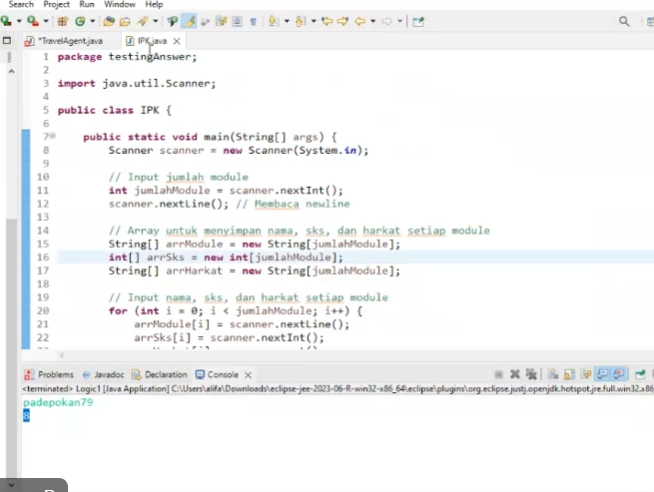 Search Project Run Window Help
*TravelAgent.java IPK.java
1 package testingAnswer;
2
3 import java.util.Scanner;
4
5 public class IPK {
6
7 public static void main(String[] args) {
8 Scanner scanner = new Scanner(System.in);
9
10 // Input jumlah module
11 int jumlahModule = scanner.nextInt();
12 scanner.nextLine(); // Membaca newline
13
14 // Array untuk menyimpan nama, sks, dan harkat setiap module
15 String[] arrModule = new String[jumlahModule];
16 int[] arrSks = new int[jumlahModule];
17 String[] arrHarkat = new String[jumlahModule];
18
19 // Input nama, sks, dan harkat setiap module
20 for (int i = 0; i < jumlahModule; i++) {
21 arrModule[i] = scanner.nextLine();
22 arrSks[i] = scanner.nextInt();
Problems Javadoc Declaration Console
<terminated> Logic1 [Java Application] C:\Users\alifa\Downloads\eclipse-jee-2023-06-R-win32-x86_64\eclipse\plugins\org.eclipse.justj.openjdk.hotspot.jre.full.win32.x86
padepokan79
8